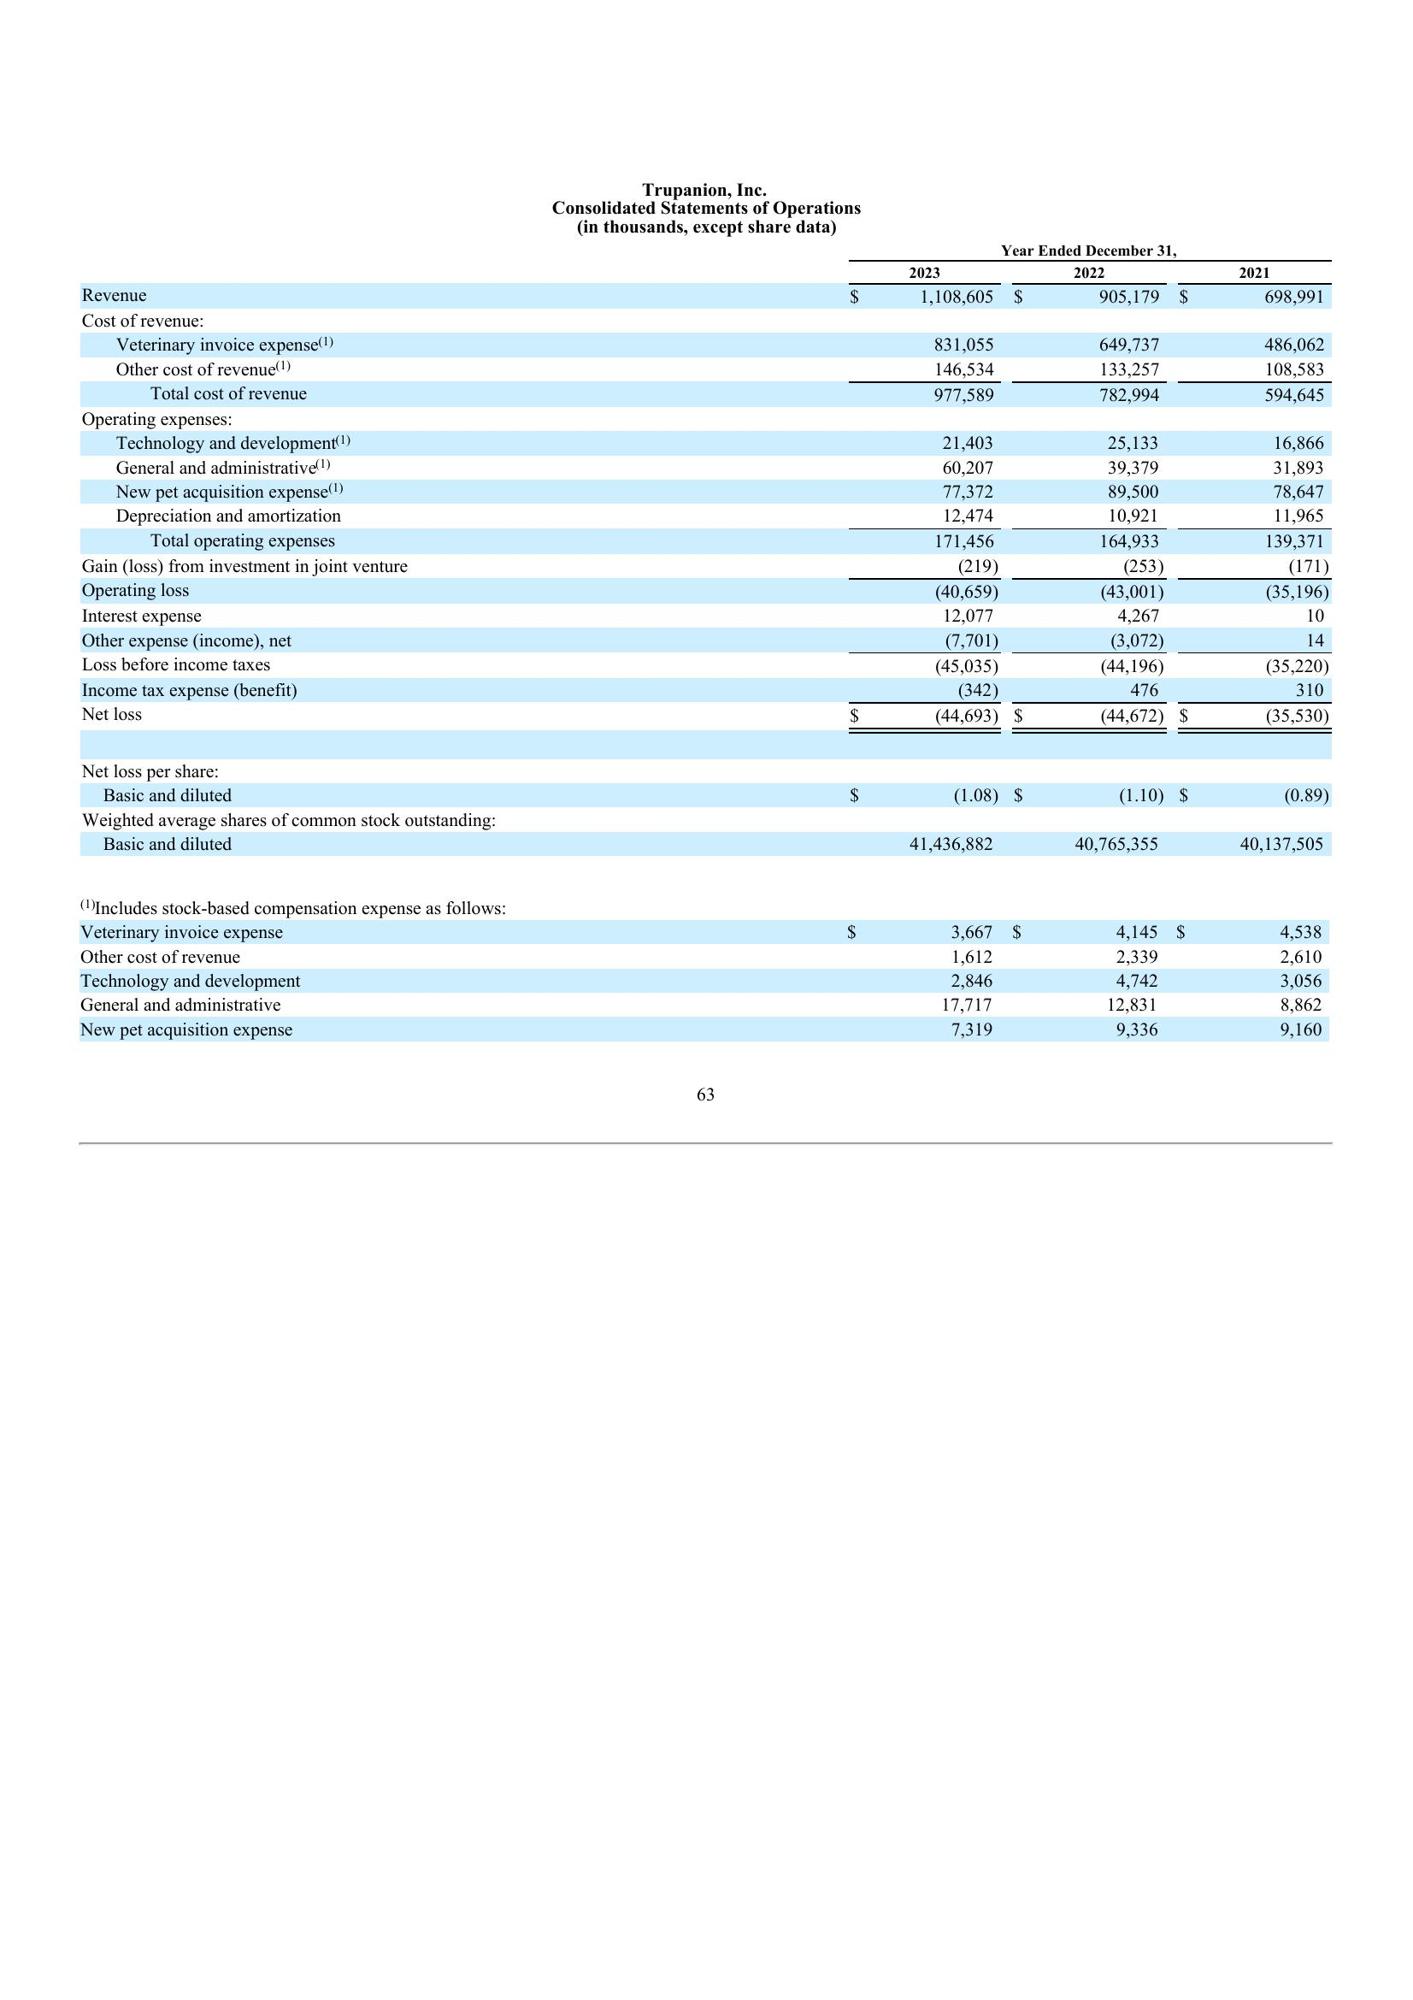 Trupanion, Inc.
Consolidated Statements of Operations
(in thousands, except share data)
Year Ended December 31,
2023 2022 2021
Revenue $ 1,108,605 $ 905,179 $ 698,991
Cost of revenue:
Veterinary invoice expense(1) 831,055 649,737 486,062
Other cost of revenue(1) 146,534 133,257 108,583
Total cost of revenue 977,589 782,994 594,645
Operating expenses:
Technology and development(1) 21,403 25,133 16,866
General and administrative(1) 60,207 39,379 31,893
New pet acquisition expense(1) 77,372 89,500 78,647
Depreciation and amortization 12,474 10,921 11,965
Total operating expenses 171,456 164,933 139,371
Gain (loss) from investment in joint venture (219) (253) (171)
Operating loss (40,659) (43,001) (35,196)
Interest expense 12,077 4,267 10
Other expense (income), net (7,701) (3,072) 14
Loss before income taxes (45,035) (44,196) (35,220)
Income tax expense (benefit) (342) 476 310
Net loss $ (44,693) $ (44,672) $ (35,530)
Net loss per share:
Basic and diluted $ (1.08) $ (1.10) $ (0.89)
Weighted average shares of common stock outstanding:
Basic and diluted 41,436,882 40,765,355 40,137,505
(1)Includes stock-based compensation expense as follows:
Veterinary invoice expense $ 3,667 $ 4,145 $ 4,538
Other cost of revenue 1,612 2,339 2,610
Technology and development 2,846 4,742 3,056
General and administrative 17,717 12,831 8,862
New pet acquisition expense 7,319 9,336 9,160
63